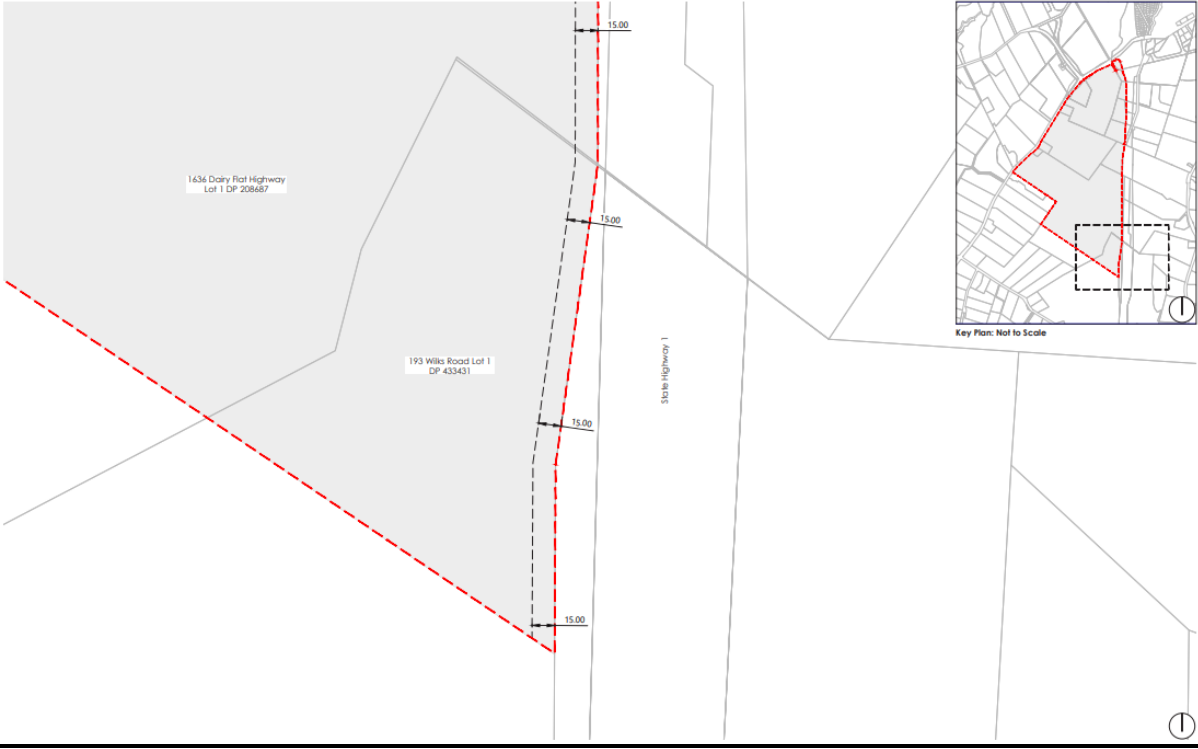 15.00
1636 Dairy Flat Highway
Lot 1 DP 208687
15.00
Key Plan: Not to Scale
193 Wilks Road Lot 1
DP 433431
State Highway 1
15.00
15.00